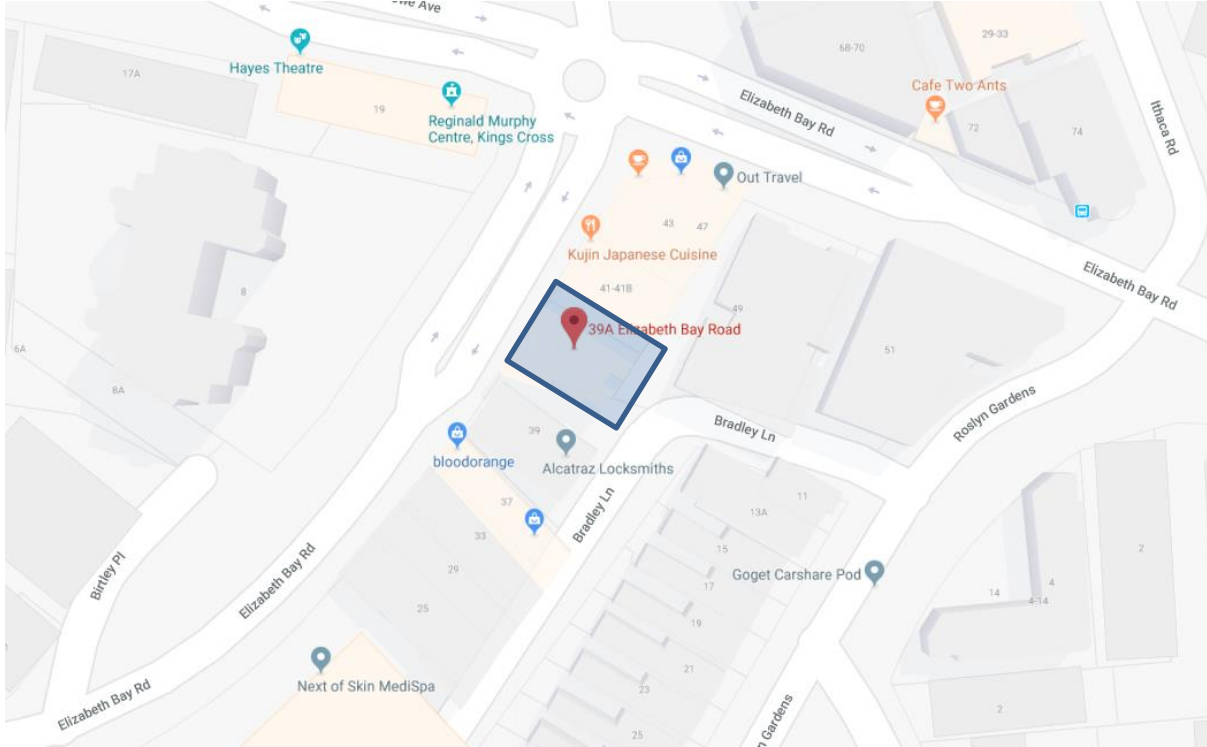 we Ave
29-33
68-70
Hayes Theatre
17A
Cafe Two Ants
Elizabeth Bay Rd
19
Reginald Murphy
Centre, Kings Cross
72
74
Ithaca Rd
Out Travel
43
47
Kujin Japanese Cuisine
Elizabeth Bay Rd
41-41B
8
49
39A Elizabeth Bay Road
6A
51
8A
Roslyn Gardens
Bradley Ln
39
bloodorange
Alcatraz Locksmiths
11
37
13A
Bradley Ln
33
15
2
Birtley Pl
Elizabeth Bay Rd
29
Goget Carshare Pod
17
4
14
4-14
25
19
21
Next of Skin MediSpa
23
Elizabeth Bay Rd
2
25
n Gardens